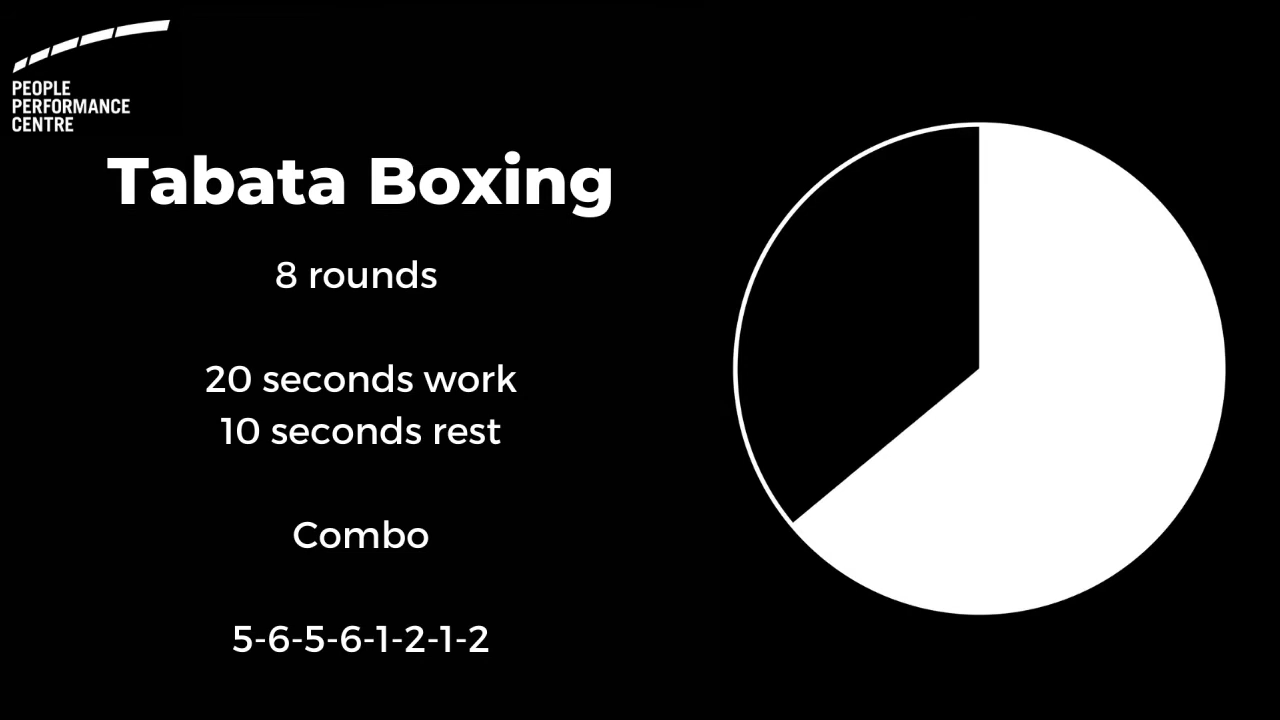 PEOPLE
PERFORMANCE
CENTRE
Tabata Boxing
8 rounds
20 seconds work
10 seconds rest
Combo
5-6-5-6-1-2-1-2